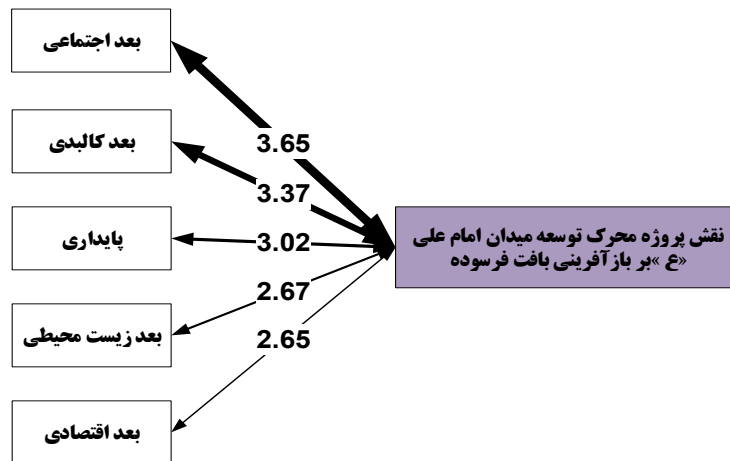 بعد اجتماعی
3.65
بعد کالبدی
3.37
پایداری
3.02
بعد زیست محیطی
2.67
بعد اقتصادی
2.65
نقش پروژه محرک توسعه میدان امام علی
«ع »بر بازآفرینی بافت فرسوده